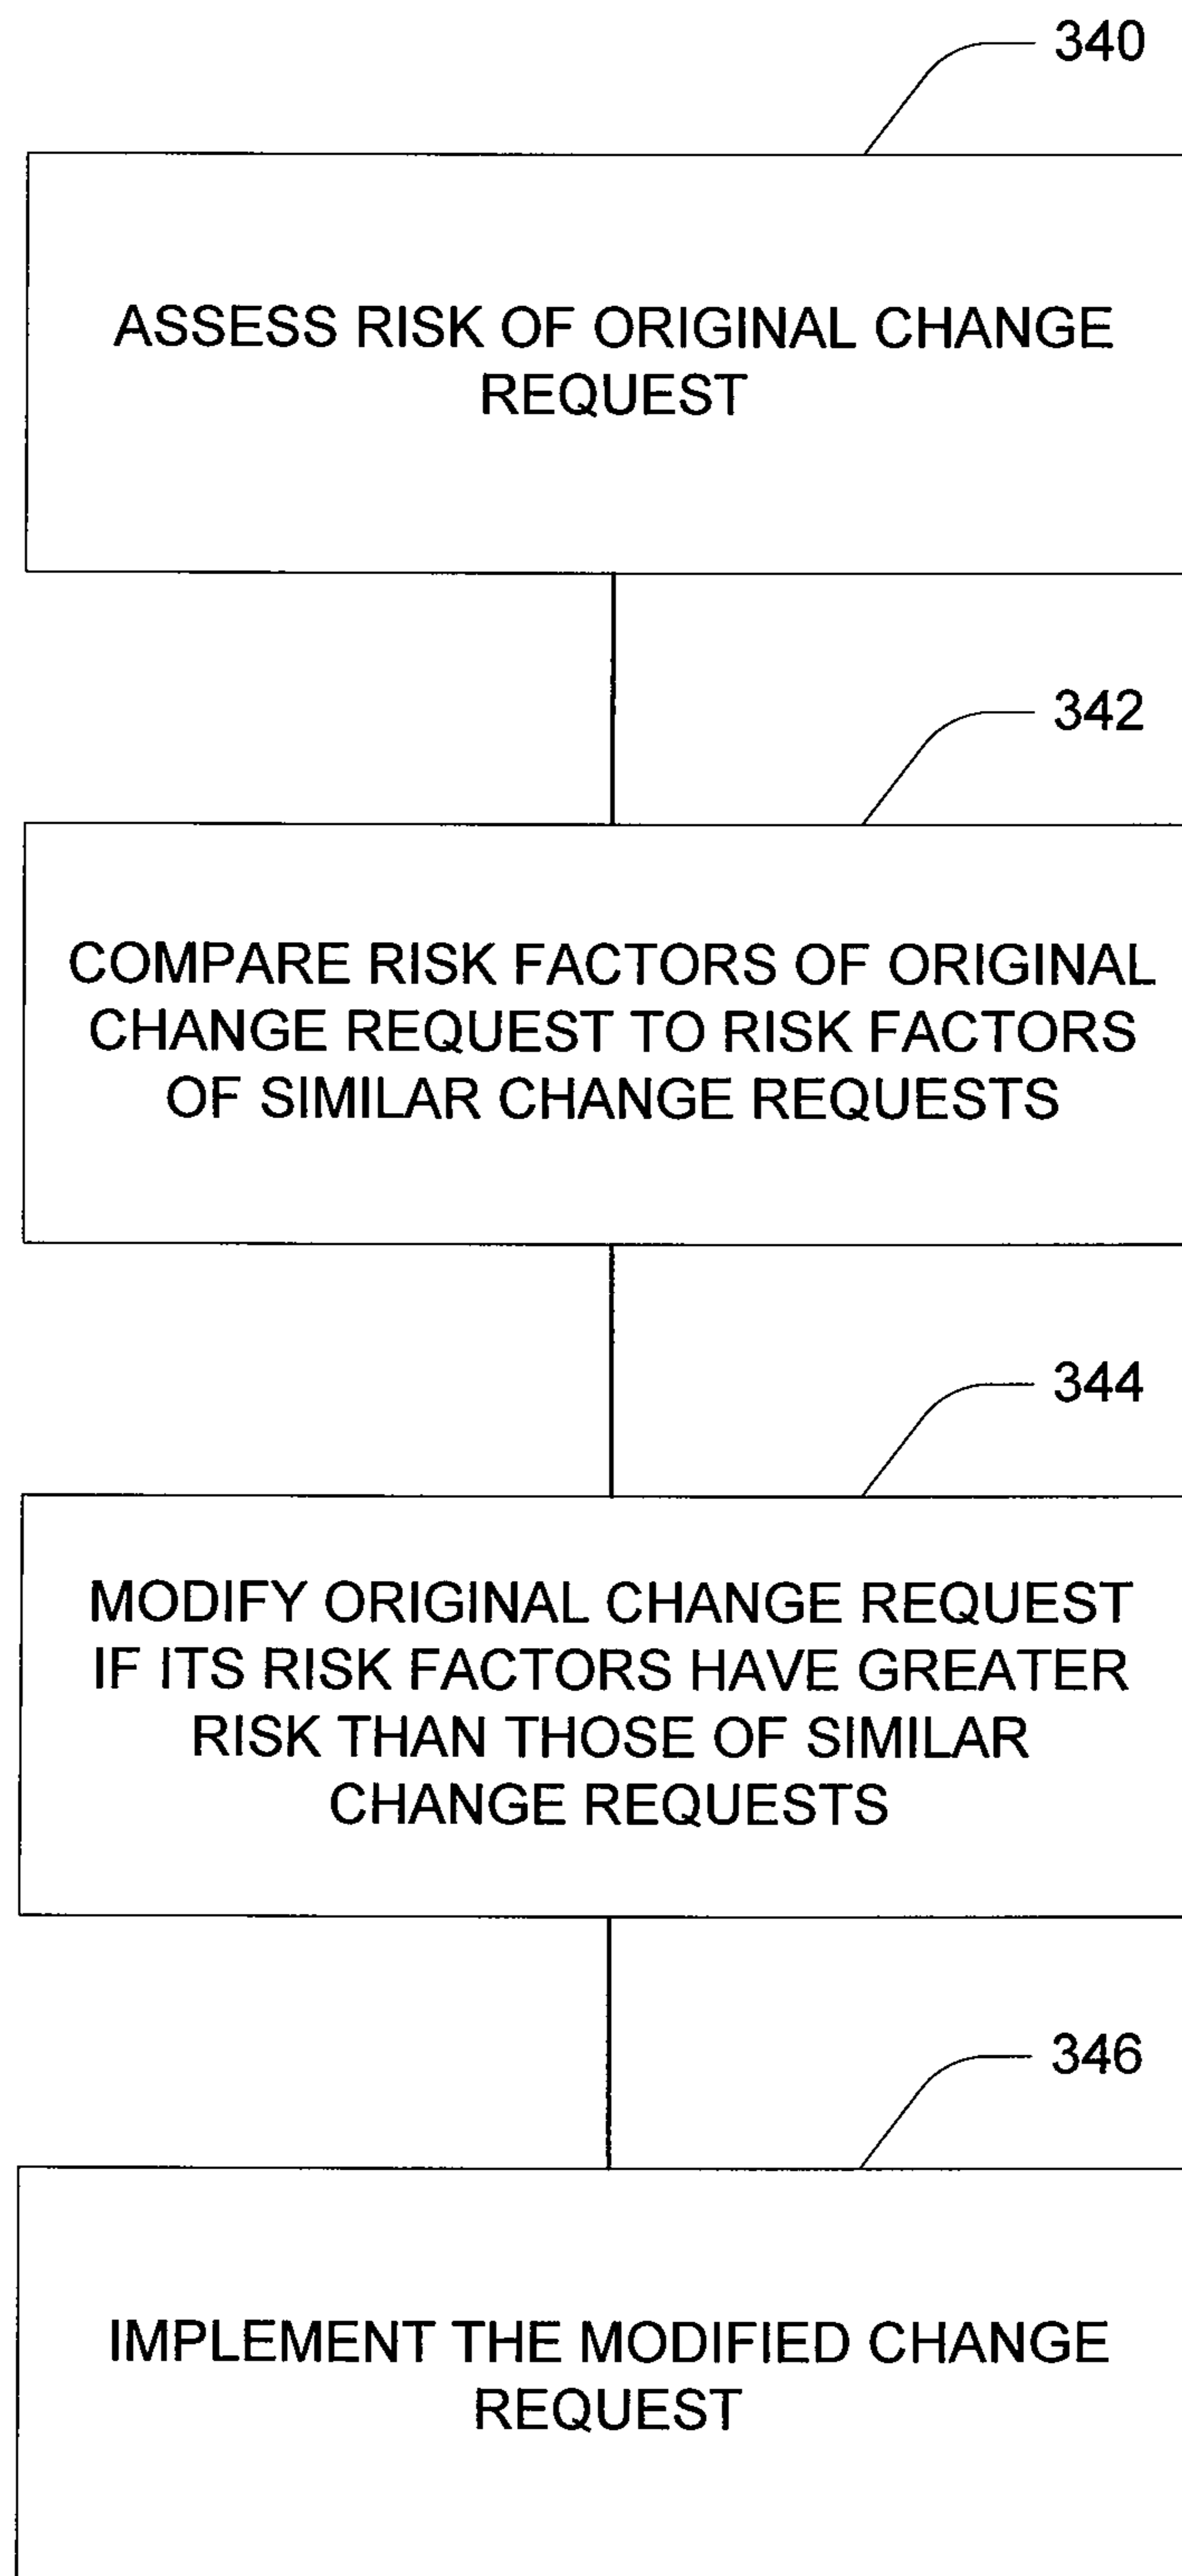 340
ASSESS RISK OF ORIGINAL CHANGE
REQUEST
342
COMPARE RISK FACTORS OF ORIGINAL
CHANGE REQUEST TO RISK FACTORS
OF SIMILAR CHANGE REQUESTS
344
MODIFY ORIGINAL CHANGE REQUEST
IF ITS RISK FACTORS HAVE GREATER
RISK THAN THOSE OF SIMILAR
CHANGE REQUESTS
346
IMPLEMENT THE MODIFIED CHANGE
REQUEST